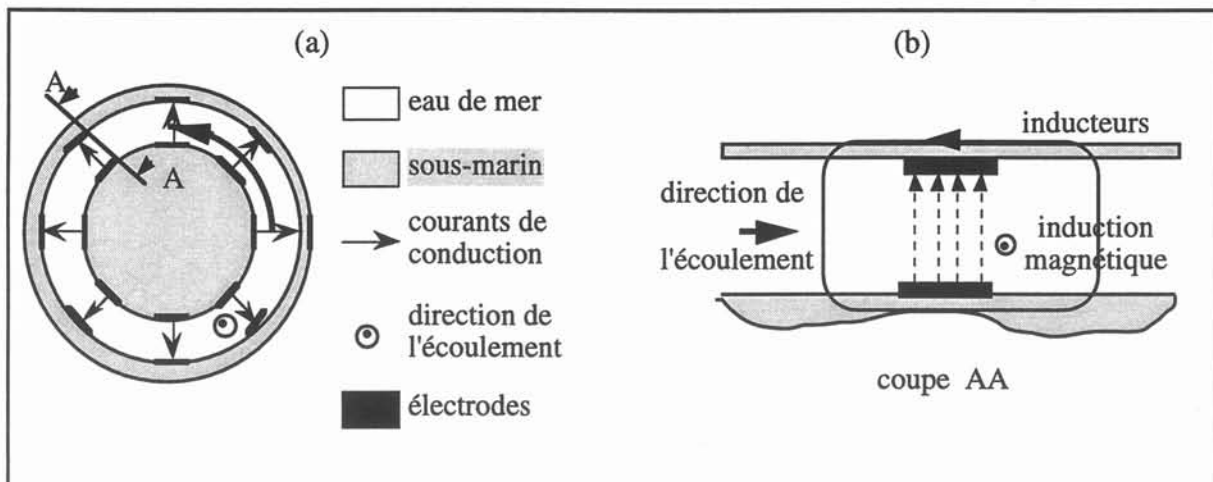 (a)
A
A
A
eau de mer
sous-marin
courants de
conduction
direction de
l'écoulement
électrodes
(b)
inducteurs
direction de
l'écoulement
induction
magnétique
coupe AA